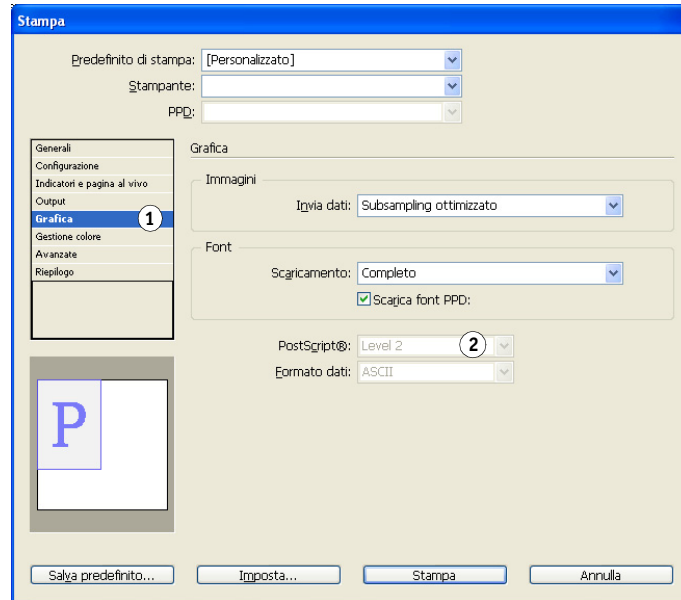 Stampa
Predefinito di stampa: [Personalizzato]
Stampante:
PPD:
Generali
Configurazione
Indicatori e pagina al vivo
Output
Grafica 1
Gestione colore
Avanzate
Riepilogo
Grafica
Immagini
Invia dati: Subsampling ottimizzato
Font
Scaricamento: Completo
Scarica font PPD:
PostScript®: Level 2 2
Formato dati: ASCII
P
Salva predefinito... Imposta... Stampa Annulla